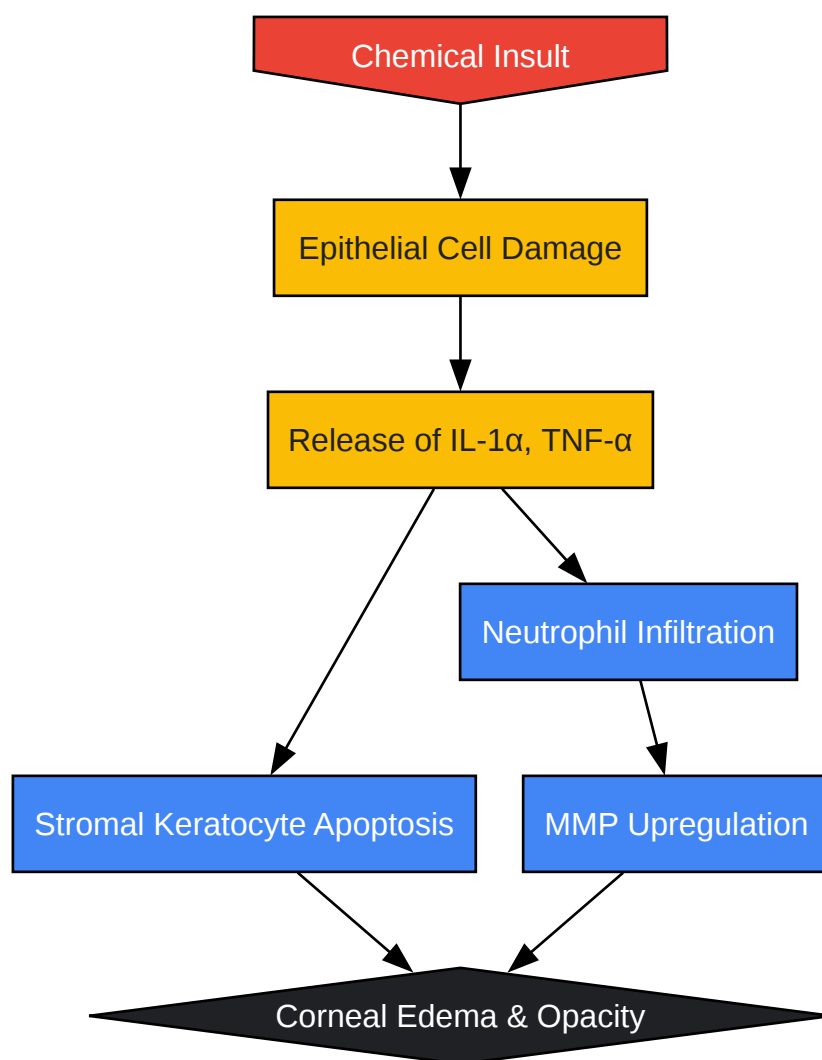 Chemical Insult
Epithelial Cell Damage
Release of IL-1α, TNF-α
Neutrophil Infiltration
Stromal Keratocyte Apoptosis
MMP Upregulation
Corneal Edema & Opacity